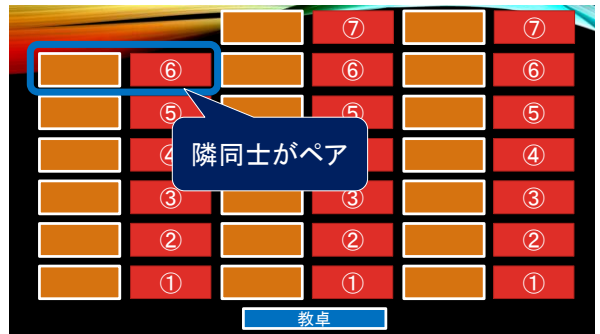 ⑦ ⑦
⑥ ⑥ ⑥
⑤ ⑤ ⑤
④ ④
隣同士がペア
③ ③ ③
② ② ②
① ① ①
教卓